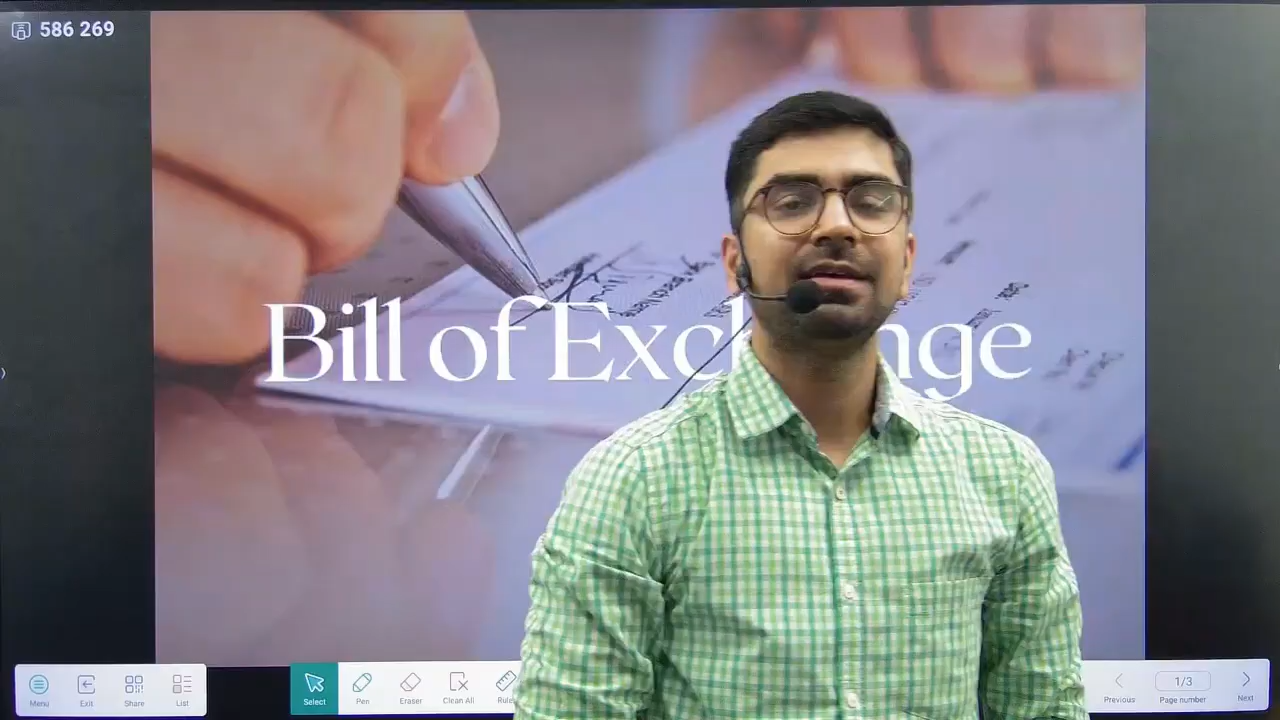 586 269
Bill of Exchange
Menu
Exit
Share
List
Select
Pen
Eraser
Clean All
Previous
1/3
Page number
Next